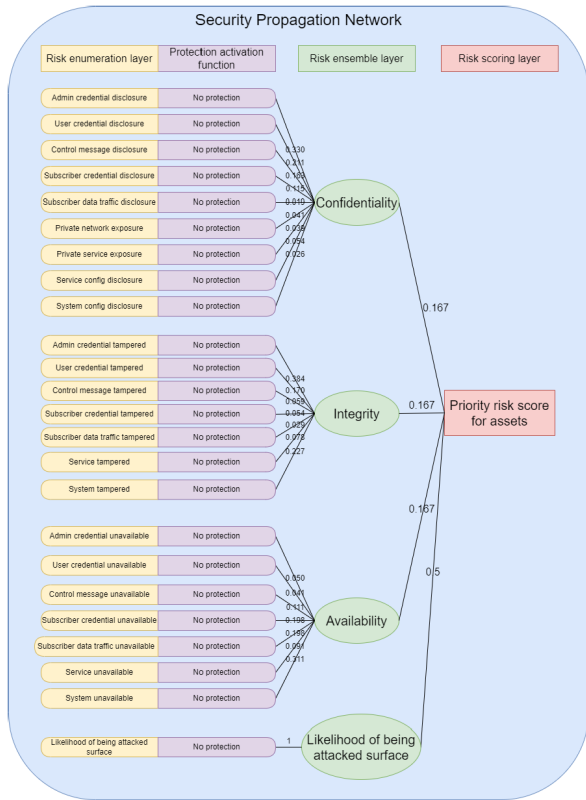 Security Propagation Network
Risk enumeration layer
Protection activation
function
Risk ensemble layer
Risk scoring layer
Admin credential disclosure
No protection
User credential disclosure
No protection
Control message disclosure
No protection
Subscriber credential disclosure
No protection
Subscriber data traffic disclosure
No protection
Private network exposure
No protection
Private service exposure
No protection
Service config disclosure
No protection
System config disclosure
No protection
0.330
0.211
0.163
0.115
0.019
0.041
0.038
0.054
0.026
Confidentiality
0.167
Admin credential tampered
No protection
User credential tampered
No protection
Control message tampered
No protection
Subscriber credential tampered
No protection
Subscriber data traffic tampered
No protection
Service tampered
No protection
System tampered
No protection
0.384
0.170
0.059
0.054
0.029
0.078
0.227
Integrity
0.167
Priority risk score
for assets
Admin credential unavailable
No protection
User credential unavailable
No protection
Control message unavailable
No protection
Subscriber credential unavailable
No protection
Subscriber data traffic unavailable
No protection
Service unavailable
No protection
System unavailable
No protection
0.050
0.041
0.111
0.198
0.198
0.091
0.311
Availability
0.167
0.5
Likelihood of being attacked
surface
No protection
1
Likelihood of being
attacked surface